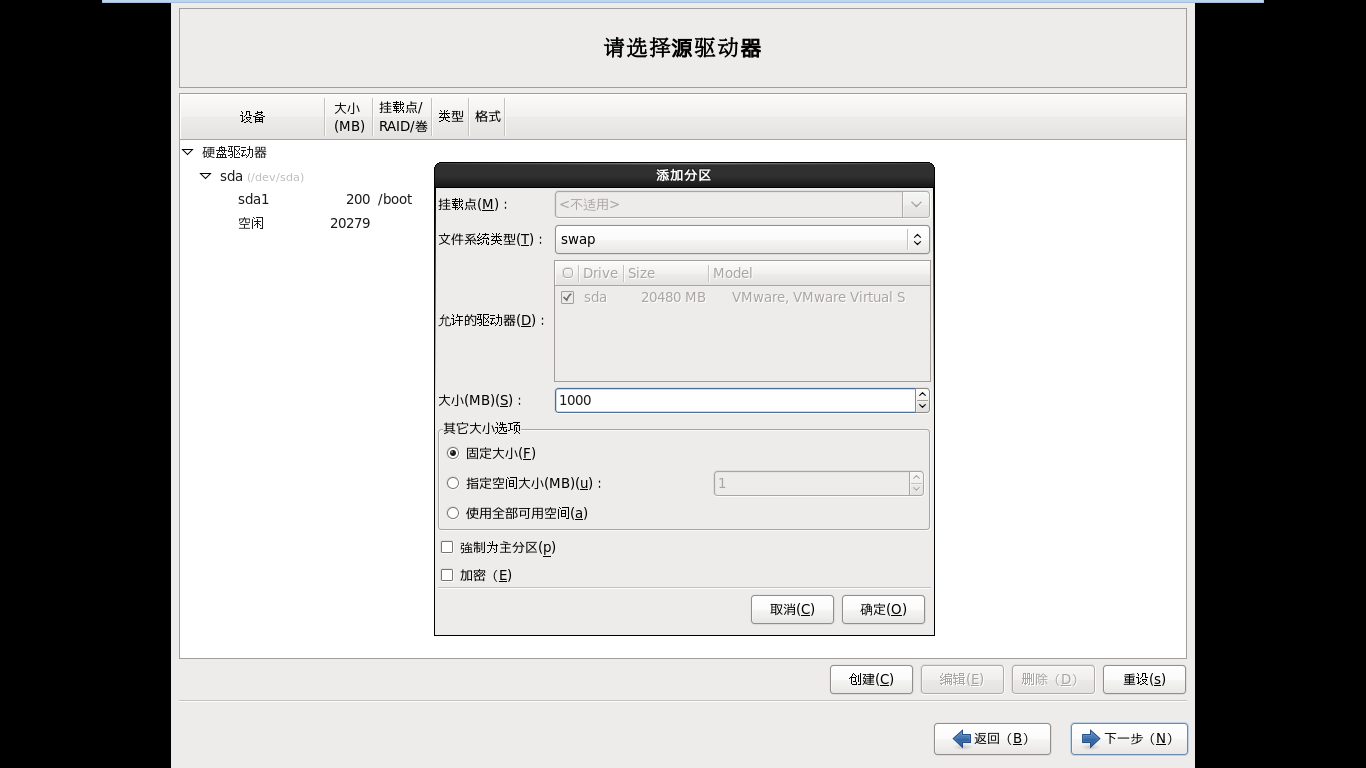 请选择源驱动器
设备
大小
(MB)
挂载点/
RAID/卷
类型
格式
硬盘驱动器
sda (/dev/sda)
sda1 200 /boot
空闲 20279
添加分区
挂载点(M)：
<不适用>
文件系统类型(T)：
swap
Drive Size Model
sda 20480 MB VMware, VMware Virtual S
允许的驱动器(D)：
大小(MB)(S)：
1000
其它大小选项
固定大小(F)
指定空间大小(MB)(u)：
1
使用全部可用空间(a)
強制为主分区(p)
加密（E)
取消(C)
确定(O)
创建(C)
编辑(E)
删除（D）
重设(s)
返回（B）
下一步（N）